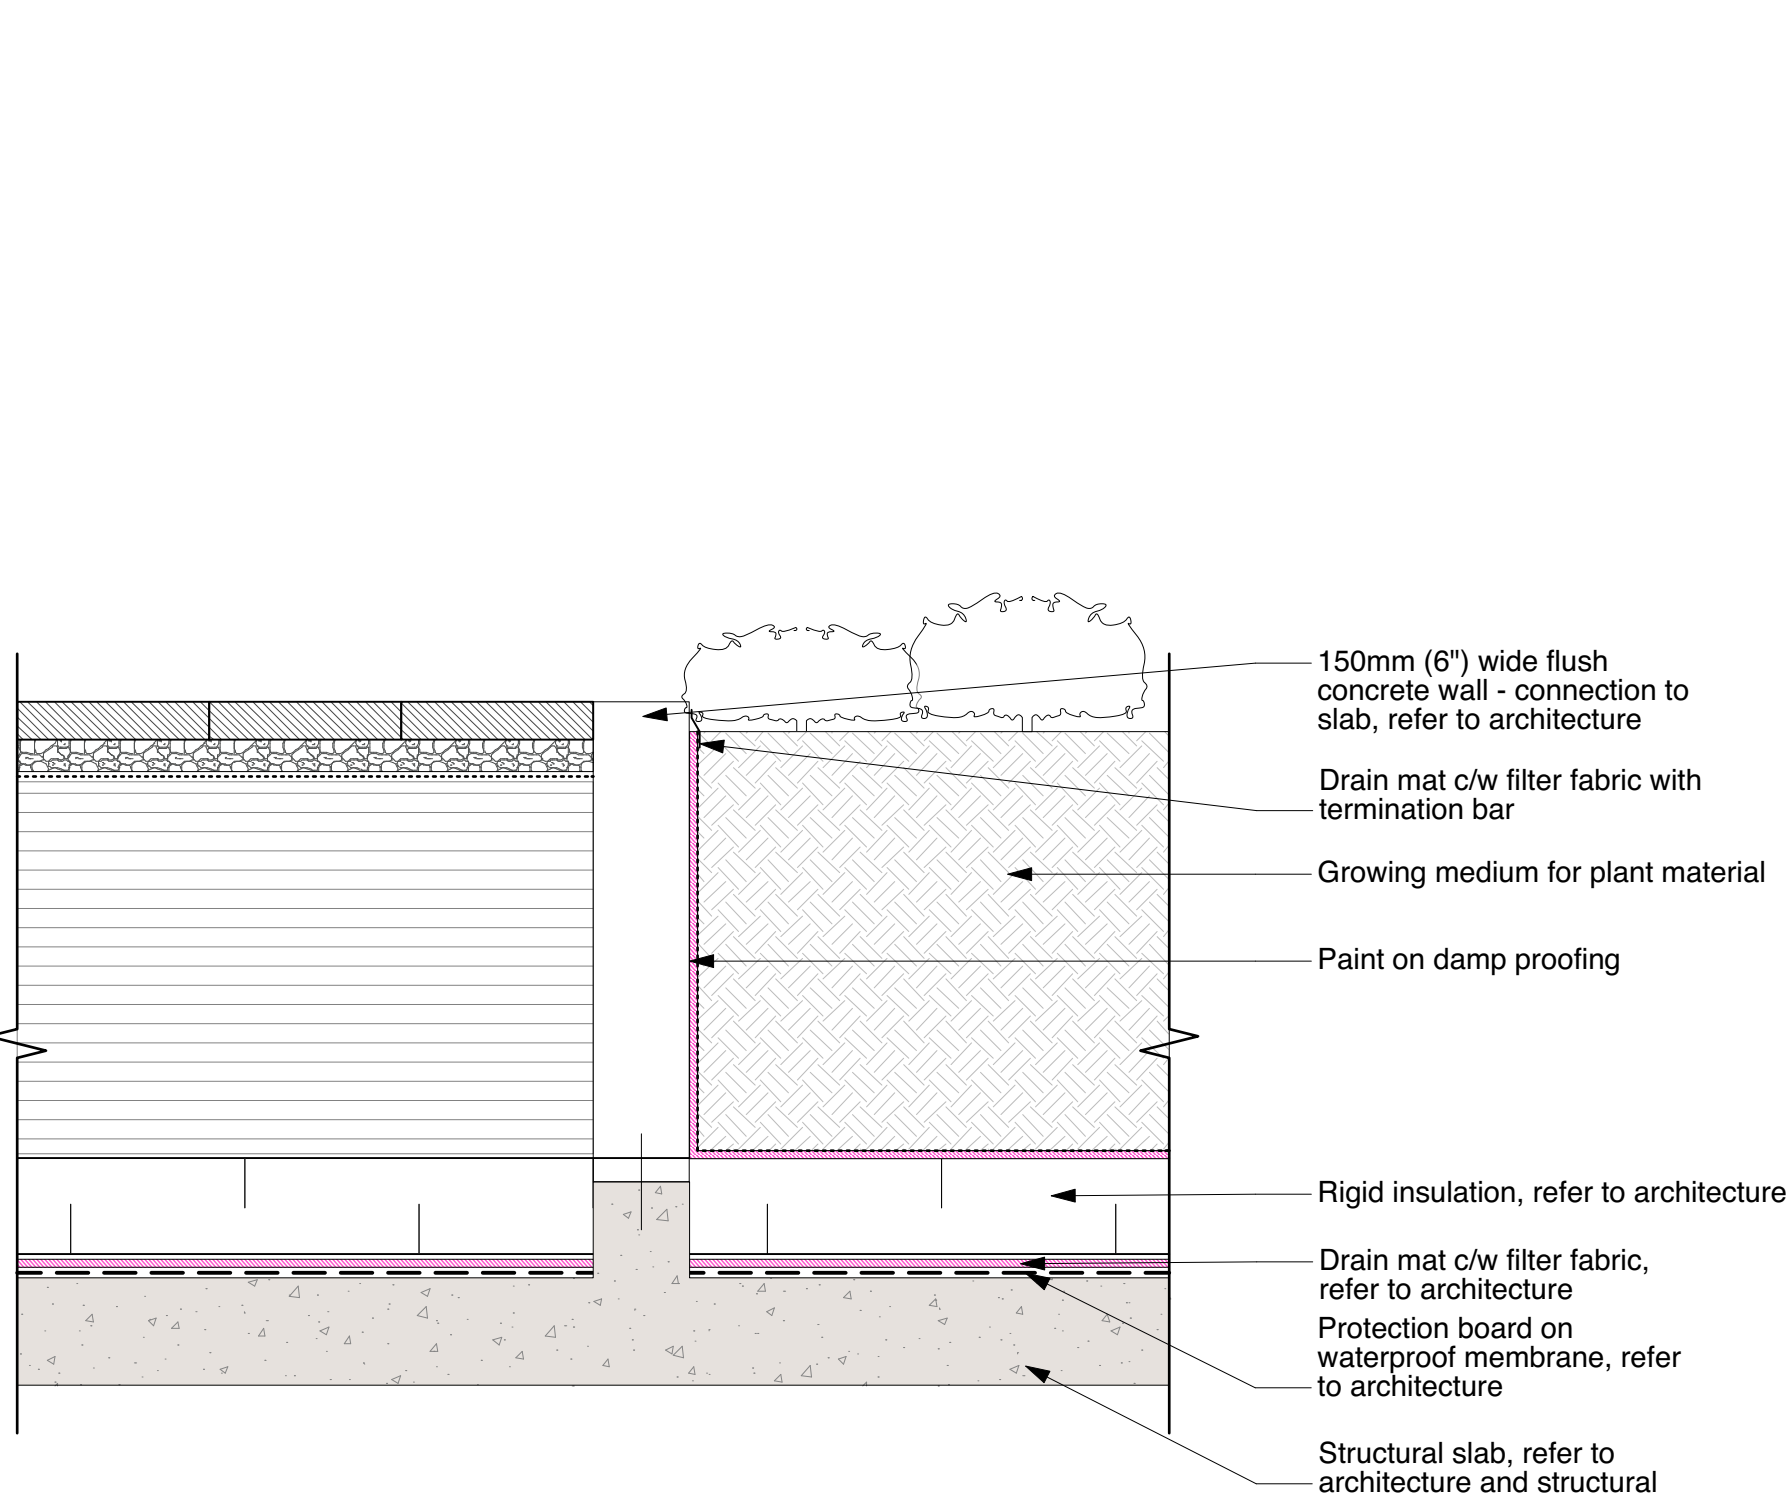 150mm (6") wide flush
concrete wall - connection to
slab, refer to architecture
Drain mat c/w filter fabric with
termination bar
Growing medium for plant material
Paint on damp proofing
Rigid insulation, refer to architecture
Drain mat c/w filter fabric,
refer to architecture
Protection board on
waterproof membrane, refer
to architecture
Structural slab, refer to
architecture and structural